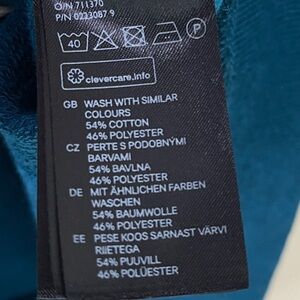 O/N 711370
P/N 0223087 9
40
clevercare.info
GB WASH WITH SIMILAR
COLOURS
54% COTTON
46% POLYESTER
CZ PERTE S PODOBNÝMI
BARVAMI
54% BAVLNA
46% POLYESTER
DE MIT ÄHNLICHEN FARBEN
WASCHEN
54% BAUMWOLLE
46% POLYESTER
EE PESE KOOS SARNAST VÄRVI
RIIETEGA
54% PUUVILL
46% POLÜESTER